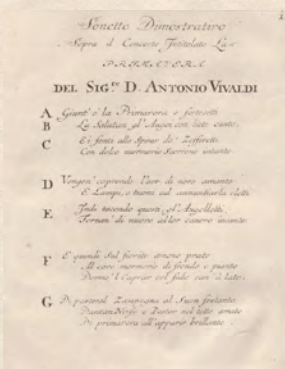 Sonetto Dimostrativo
Sopra il Concerto Intitolato La
PRIMAVERA
DEL SIG.re D. ANTONIO VIVALDI
A Giunt' è la Primavera e festosetti
B La Salutan gl' Augei con lieto canto,
C E i fonti allo Spirar de' Zeffiretti
Con dolce mormorio Scorrono intanto
D Vengon' coprendo l'aer di nero amanto
E Lampi, e tuoni ad annuntiarla eletti
E Indi tacendo questi, gl' Augelletti
Tornan' di nuovo al lor canoro incanto
F E quindi sul fiorito ameno prato
Al caro mormorio di fronde e piante
Dorme 'l Caprar col fido can' à lato.
G Di pastoral Zampogna al Suon festante
Danzan Ninfe e Pastor nel tetto amato
Di primavera all' apparir brillante.